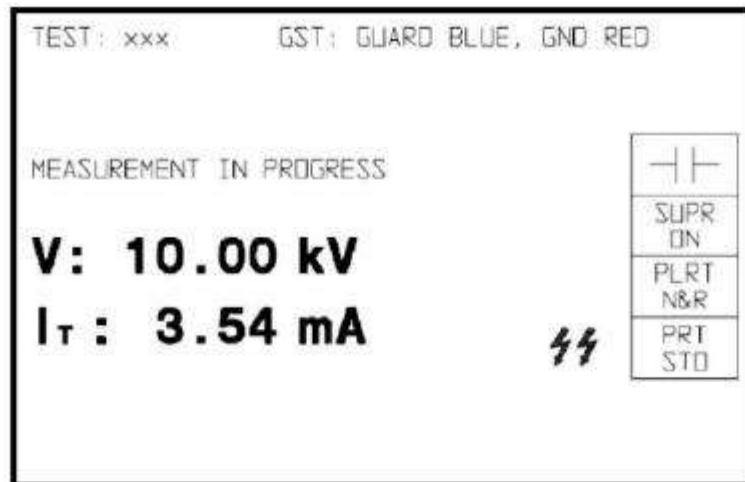 TEST: xxx GST: GUARD BLUE, GND RED
MEASUREMENT IN PROGRESS
V: 10.00 kV
IT: 3.54 mA
SUPR
ON
PLRT
N&R
PRT
STD